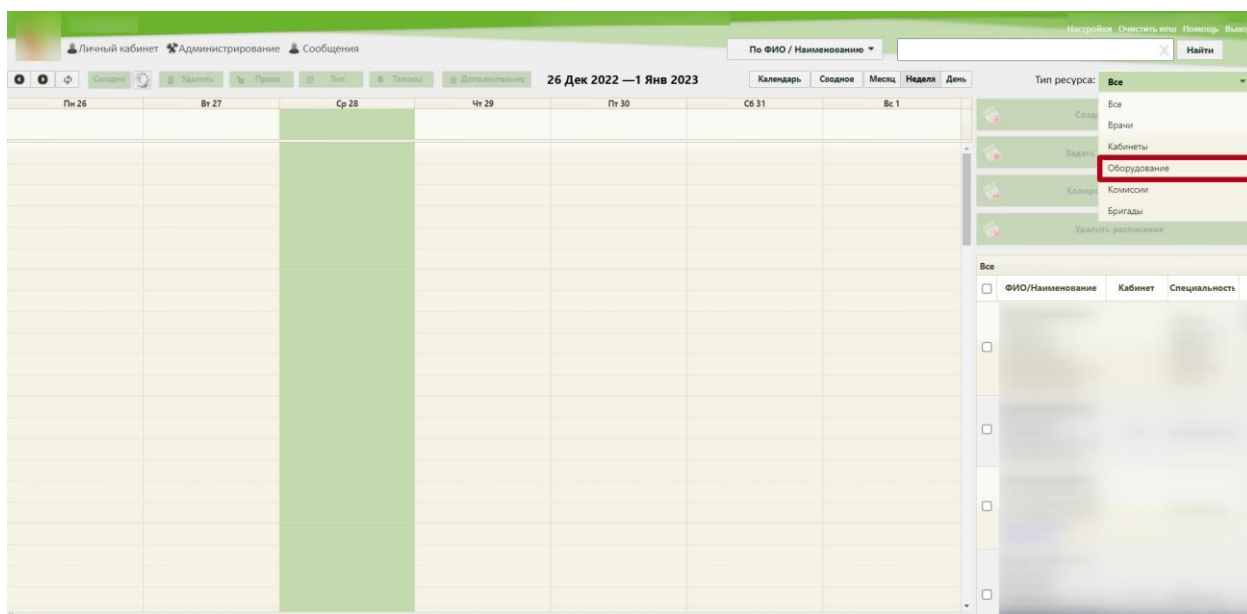 Настройки Очистить кеш Помощь Выхо
Личный кабинет Администрирование Сообщения
По ФИО / Наименованию
Найти
Сегодня Удалить Права Тип Талоны Дополнительно
26 Дек 2022 —1 Янв 2023
Календарь Сводное Месяц Неделя День
Тип ресурса: Все
Пн 26 Вт 27 Ср 28 Чт 29 Пт 30 Сб 31 Вс 1
Все
Врачи
Кабинеты
Оборудование
Комиссии
Бригады
Созд
Задать
Копиро
Удалить расписание
Все
ФИО/Наименование Кабинет Специальность